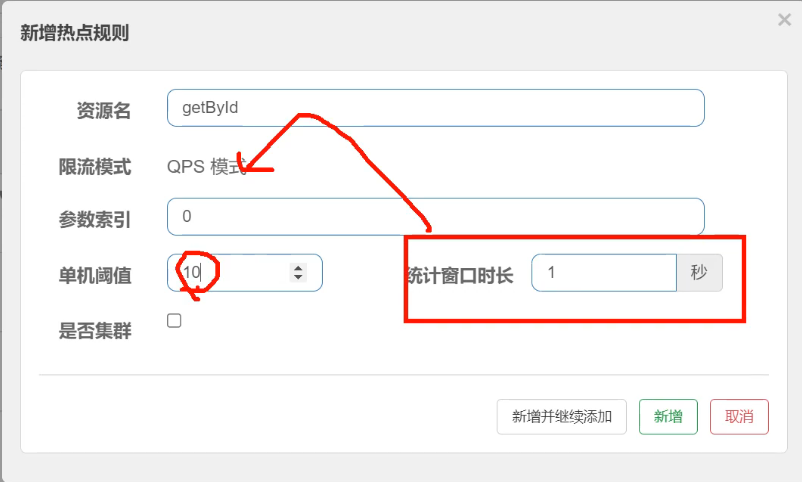 新增热点规则
×
资源名 getById
限流模式 QPS 模式
参数索引 0
单机阈值 10 统计窗口时长 1 秒
是否集群
新增并继续添加 新增 取消